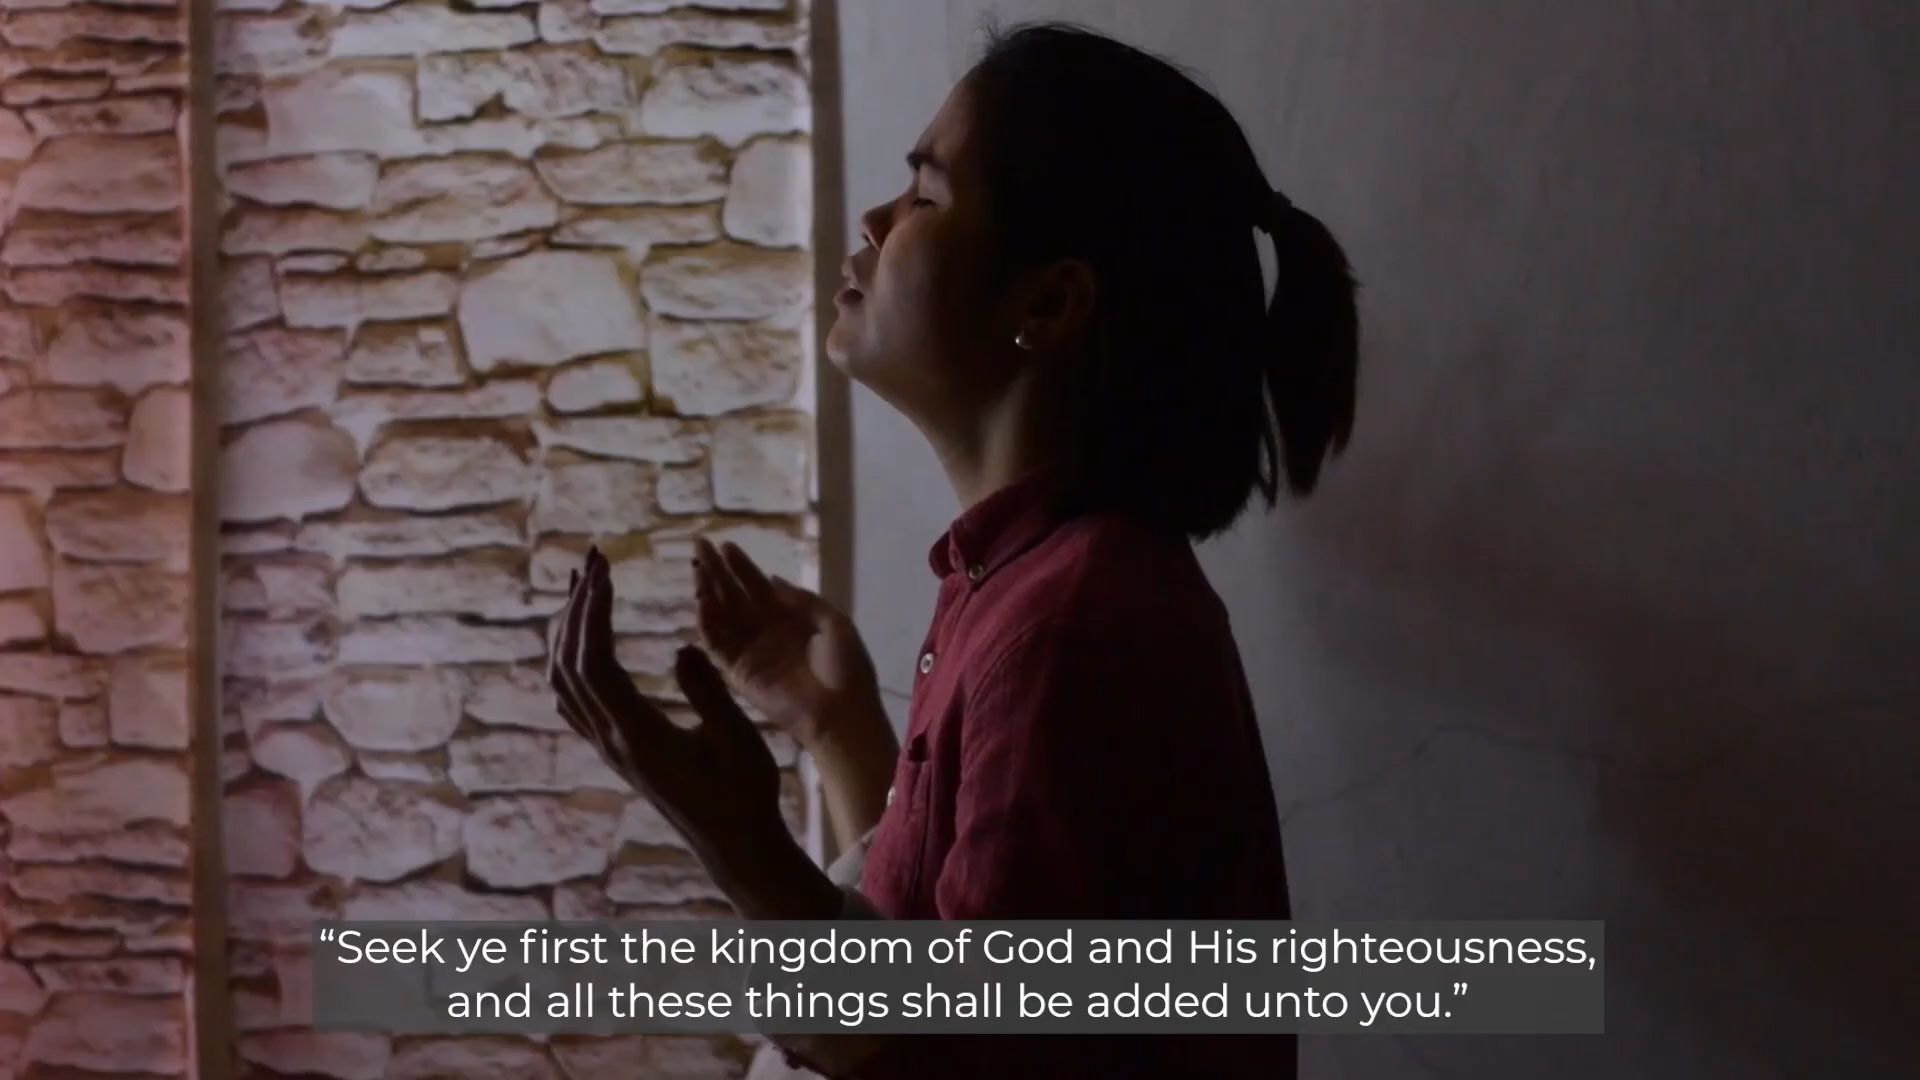 “Seek ye first the kingdom of God and His righteousness,
and all these things shall be added unto you.”